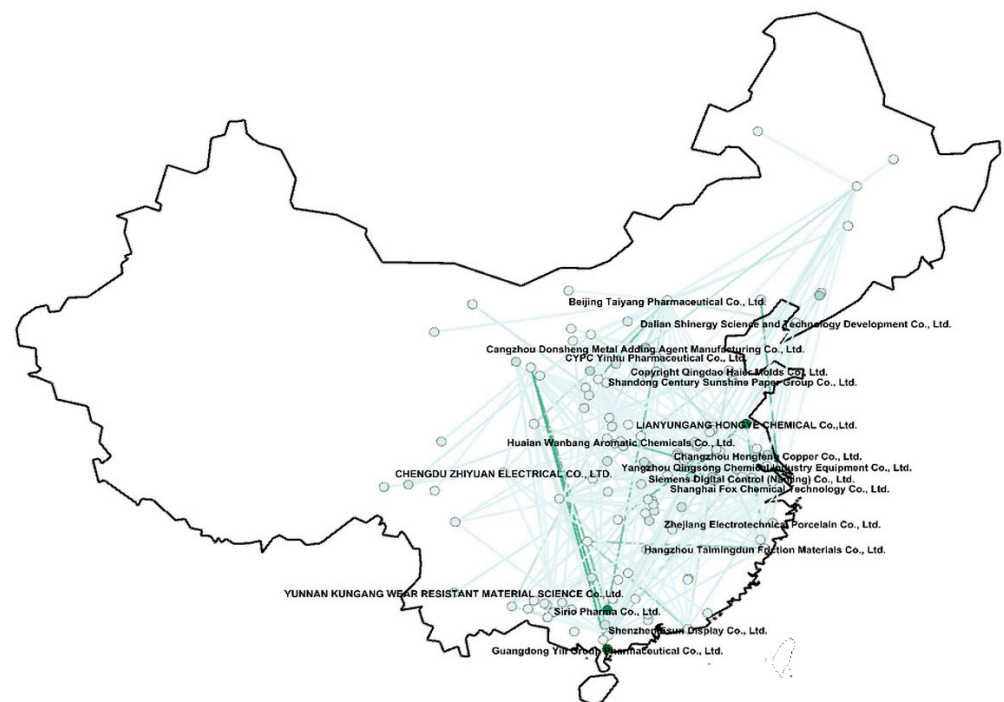 Beijing Taiyang Pharmaceutical Co., Ltd.
Dalian Shinergy Science and Technology Development Co., Ltd.
Cangzhou Donsheng Metal Adding Agent Manufacturing Co., Ltd.
CYPC Yinhu Pharmaceutical Co., Ltd.
Copyright Qingdao Haier Molds Co., Ltd.
Shandong Century Sunshine Paper Group Co., Ltd.
LIANYUNGANG HONGYE CHEMICAL Co.,Ltd.
Huaian Wanbang Aromatic Chemicals Co., Ltd.
Changzhou Hengfeng Copper Co., Ltd.
Yangzhou Qingsong Chemical Industry Equipment Co., Ltd.
CHENGDU ZHIYUAN ELECTRICAL CO., LTD.
Siemens Digital Control (Nanjing) Co., Ltd.
Shanghai Fox Chemical Technology Co., Ltd.
Zhejiang Electrotechnical Porcelain Co., Ltd.
Hangzhou Taimingdun Friction Materials Co., Ltd.
YUNNAN KUNGANG WEAR RESISTANT MATERIAL SCIENCE Co.,Ltd.
Sirio Pharma Co., Ltd.
Shenzhen Esun Display Co., Ltd.
Guangdong Yili Group Pharmaceutical Co., Ltd.